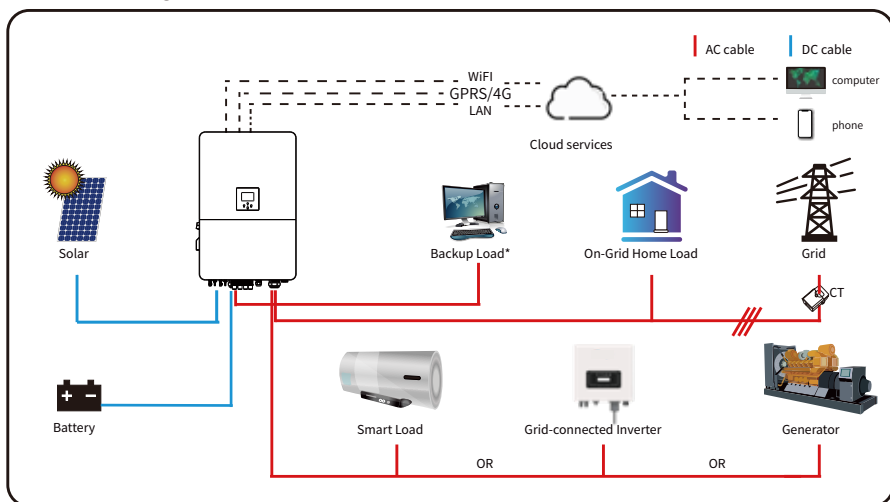 AC cable
DC cable
WiFI
GPRS/4G
LAN
computer
phone
Cloud services
Solar
Backup Load*
On-Grid Home Load
Grid
CT
Battery
Smart Load
Grid-connected Inverter
Generator
OR
OR